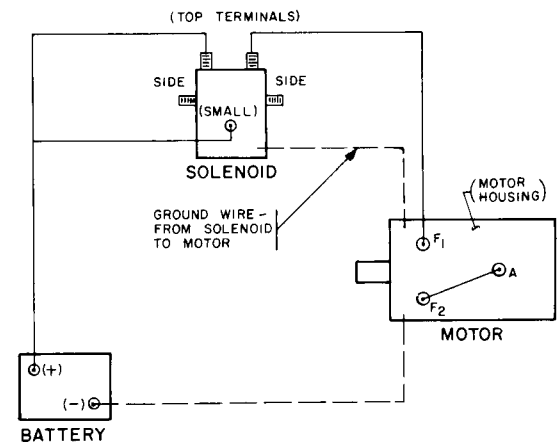 (TOP TERMINALS)
SIDE
SIDE
(SMALL)
SOLENOID
GROUND WIRE -
FROM SOLENOID
TO MOTOR
(MOTOR
HOUSING)
F1
A
F2
MOTOR
(+)
(-)
BATTERY